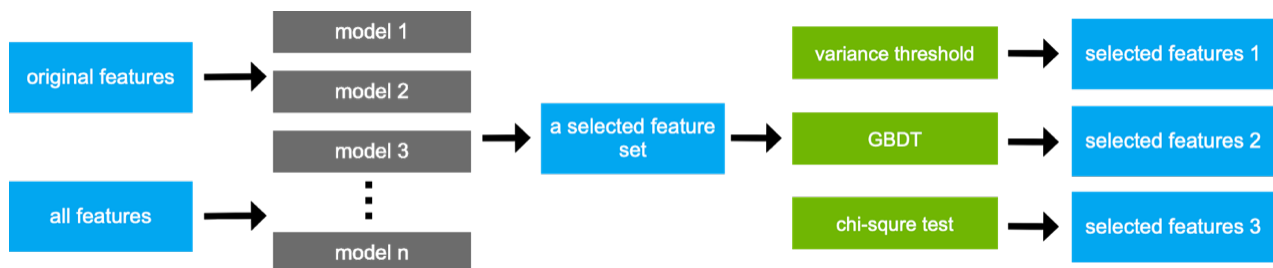 original features
all features
model 1
model 2
model 3
model n
a selected feature
set
variance threshold
GBDT
chi-squre test
selected features 1
selected features 2
selected features 3